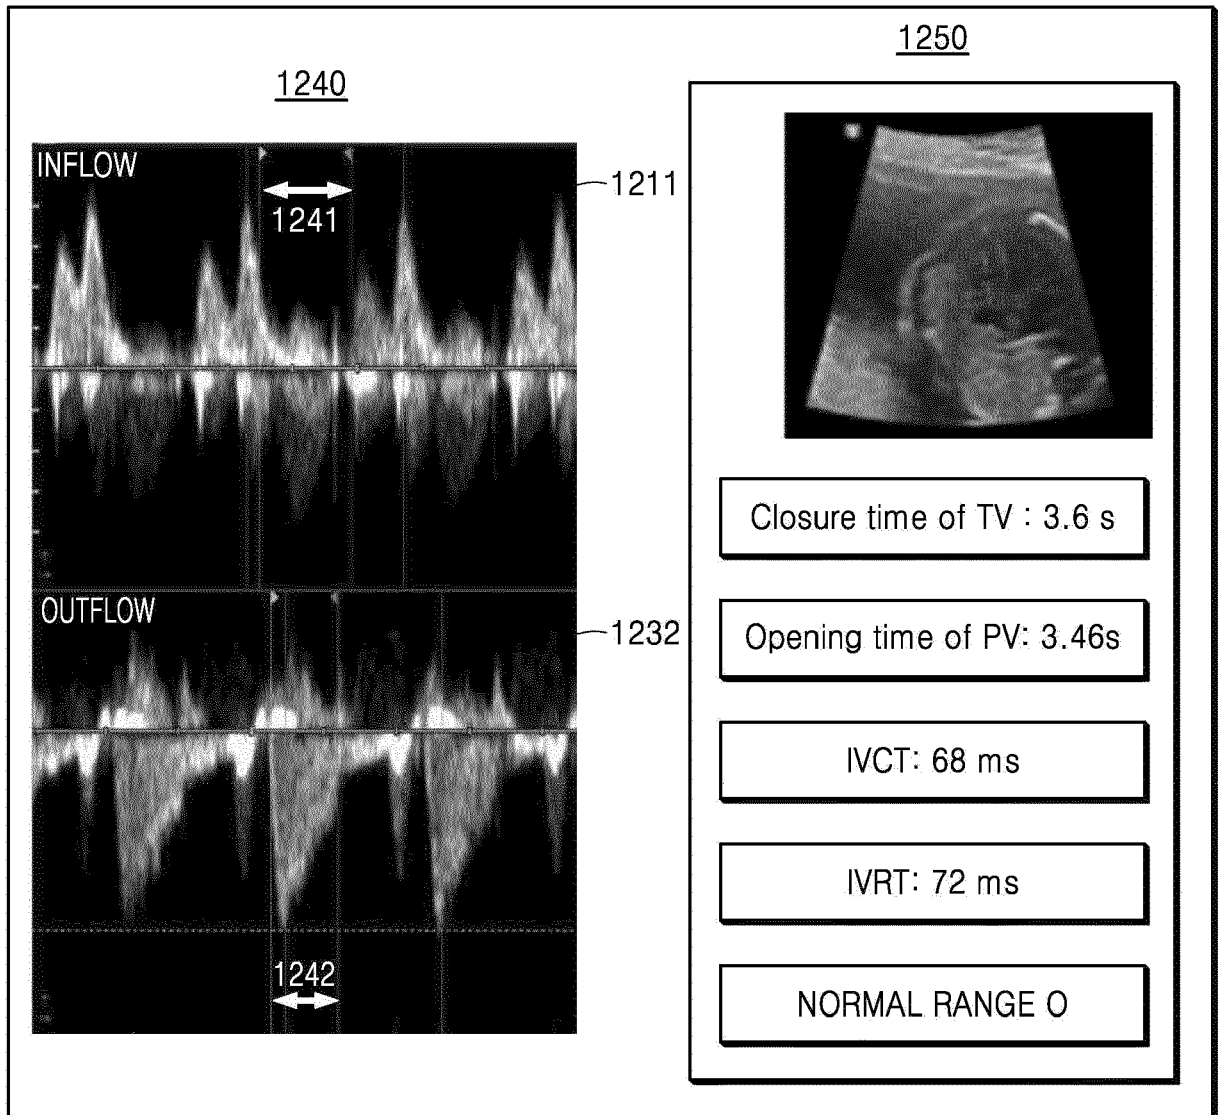 1250
1240
INFLOW
1211
1241
Closure time of TV : 3.6 s
OUTFLOW
1232
Opening time of PV: 3.46s
IVCT: 68 ms
IVRT: 72 ms
1242
NORMAL RANGE O